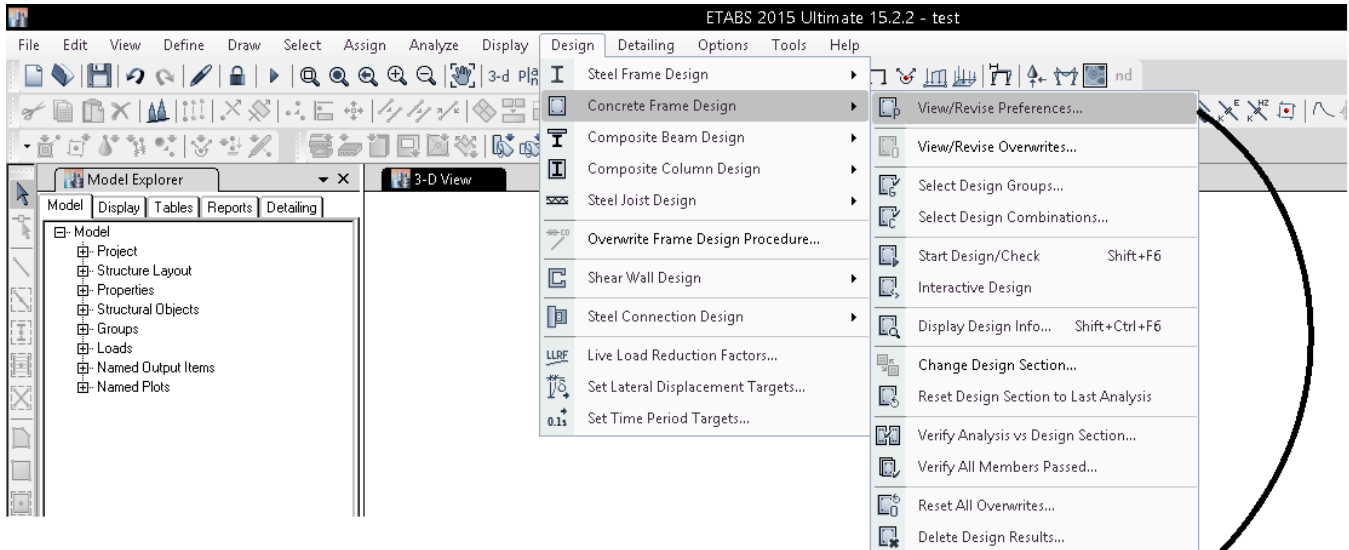 ETABS 2015 Ultimate 15.2.2 - test
File Edit View Define Draw Select Assign Analyze Display Design Detailing Options Tools Help
3-d
nd
Model Explorer
3-D View
Model Display Tables Reports Detailing
Model
Project
Structure Layout
Properties
Structural Objects
Groups
Loads
Named Output Items
Named Plots
Steel Frame Design
Concrete Frame Design
Composite Beam Design
Composite Column Design
Steel Joist Design
Overwrite Frame Design Procedure...
Shear Wall Design
Steel Connection Design
LLRF Live Load Reduction Factors...
Set Lateral Displacement Targets...
0.1s Set Time Period Targets...
View/Revise Preferences...
View/Revise Overwrites...
Select Design Groups...
Select Design Combinations...
Start Design/Check Shift+F6
Interactive Design
Display Design Info... Shift+Ctrl+F6
Change Design Section...
Reset Design Section to Last Analysis
Verify Analysis vs Design Section...
Verify All Members Passed...
Reset All Overwrites...
Delete Design Results...